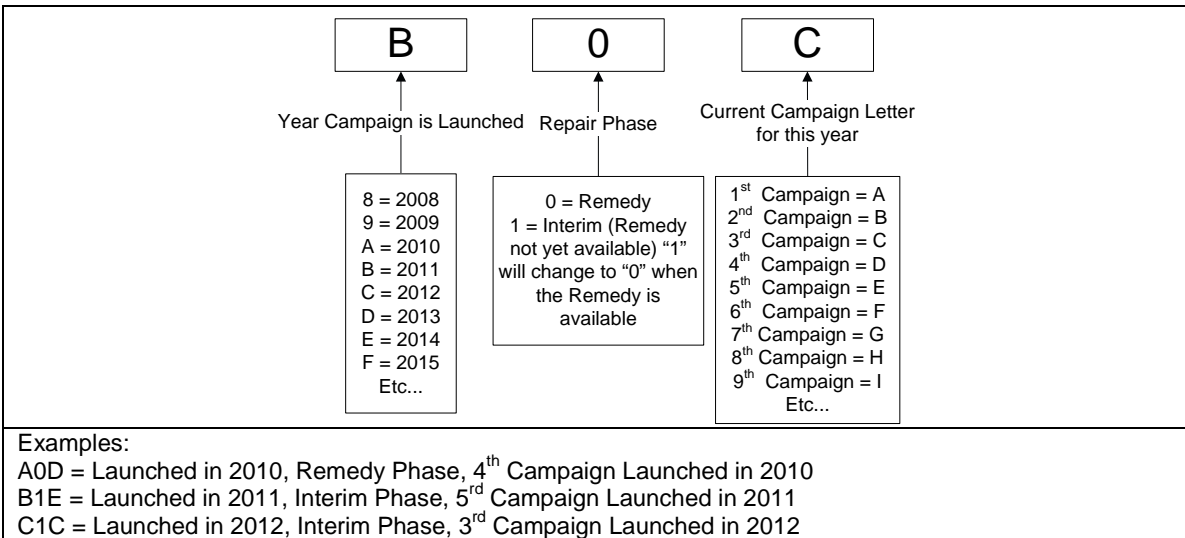 B 0 C
Year Campaign is Launched
Repair Phase
Current Campaign Letter
for this year
8 = 2008
9 = 2009
A = 2010
B = 2011
C = 2012
D = 2013
E = 2014
F = 2015
Etc...
0 = Remedy
1 = Interim (Remedy
not yet available) “1”
will change to “0” when
the Remedy is
available
1st Campaign = A
2nd Campaign = B
3rd Campaign = C
4th Campaign = D
5th Campaign = E
6th Campaign = F
7th Campaign = G
8th Campaign = H
9th Campaign = I
Etc...
Examples:
A0D = Launched in 2010, Remedy Phase, 4th Campaign Launched in 2010
B1E = Launched in 2011, Interim Phase, 5rd Campaign Launched in 2011
C1C = Launched in 2012, Interim Phase, 3rd Campaign Launched in 2012